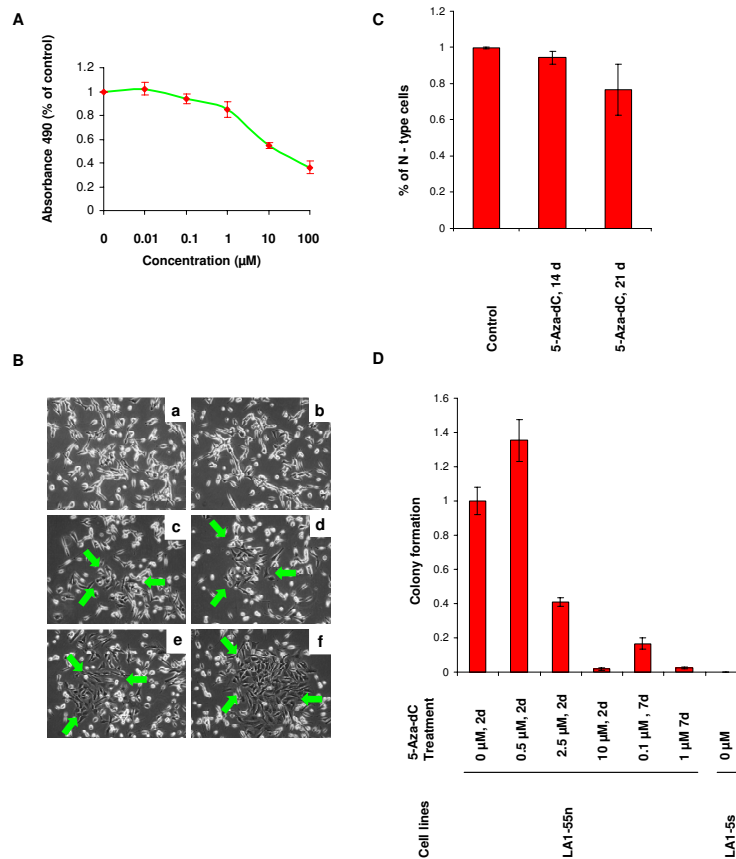 A
Absorbance 490 (% of control)
1.2
1
0.8
0.6
0.4
0.2
0
0 0.01 0.1 1 10 100
Concentration (µM)
B
a
b
c
d
e
f
C
% of N - type cells
1.2
1
0.8
0.6
0.4
0.2
0
Control
5-Aza-dC, 14 d
5-Aza-dC, 21 d
D
Colony formation
1.6
1.4
1.2
1
0.8
0.6
0.4
0.2
0
5-Aza-dC
Treatment
0 µM, 2d
0.5 µM, 2d
2.5 µM, 2d
10 µM, 2d
0.1 µM , 7d
1 µM 7d
0 µM
Cell lines
LA1-55n
LA1-5s